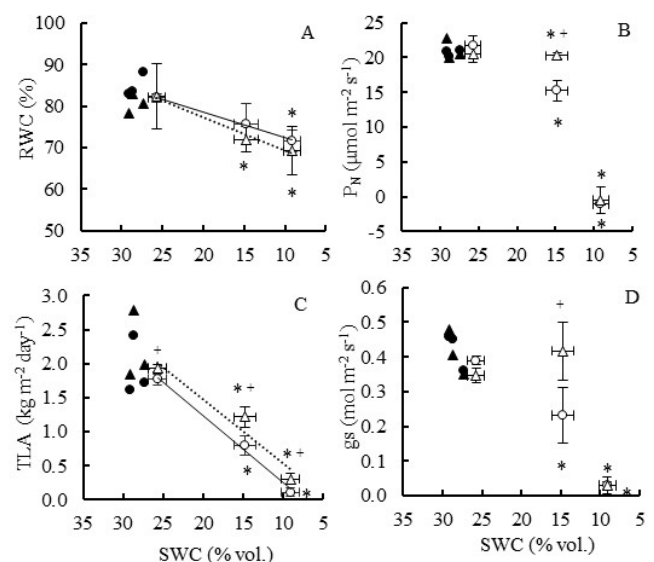 A
RWC (%)
100
90
80
70
60
50
35 30 25 20 15 10 5
* * *
B
P_N (µmol m⁻² s⁻¹)
25
20
15
10
5
0
-5
35 30 25 20 15 10 5
* +
*
*
*
C
TLA (kg m⁻² day⁻¹)
3.0
2.5
2.0
1.5
1.0
0.5
0.0
35 30 25 20 15 10 5
SWC (% vol.)
+
* +
*
* +
*
D
gs (mol m⁻² s⁻¹)
0.6
0.5
0.4
0.3
0.2
0.1
0.0
35 30 25 20 15 10 5
SWC (% vol.)
+
*
*
*